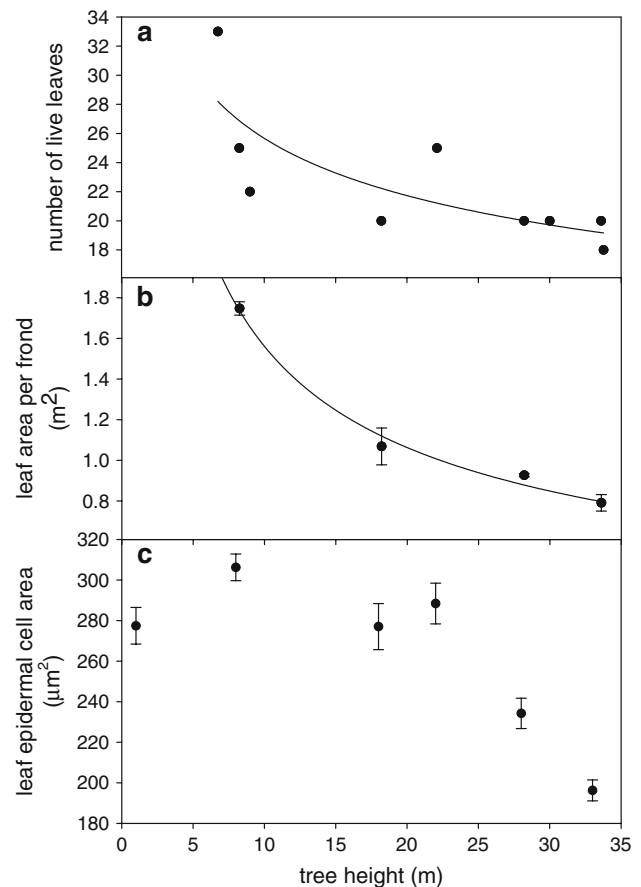 a
number of live leaves
34
32
30
28
26
24
22
20
18
b
leaf area per frond
(m²)
1.8
1.6
1.4
1.2
1.0
0.8
c
leaf epidermal cell area
(μm²)
320
300
280
260
240
220
200
180
0 5 10 15 20 25 30 35
tree height (m)